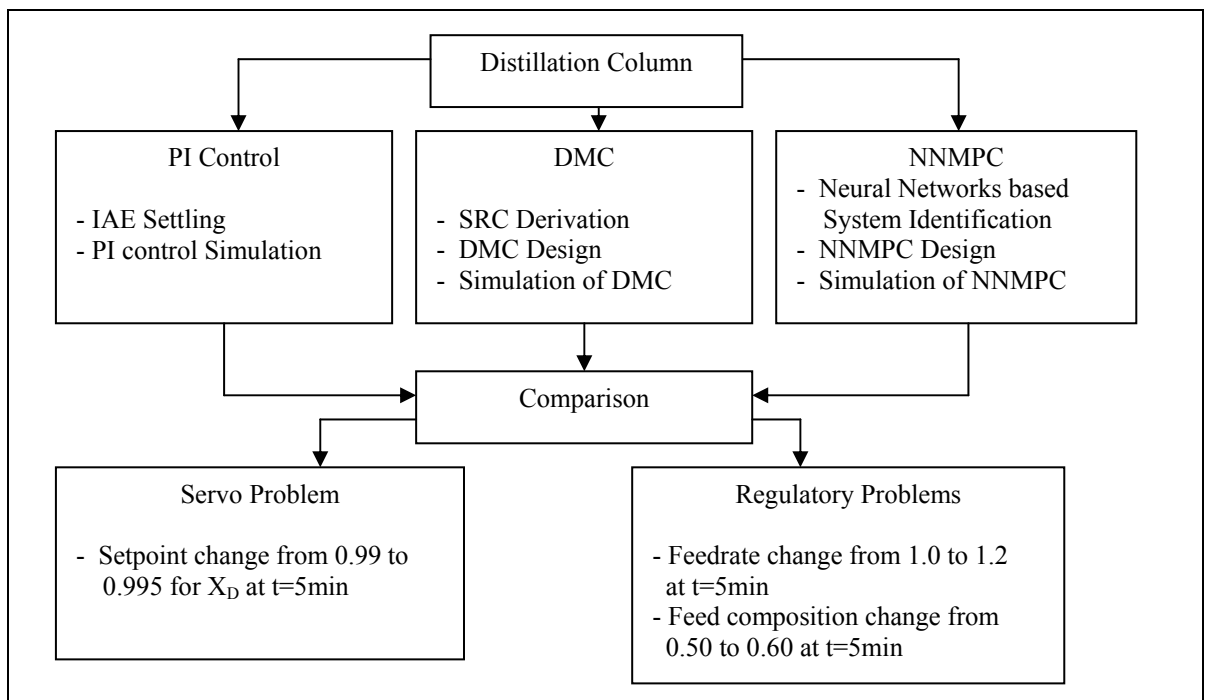 Distillation Column
PI Control
- IAE Settling
- PI control Simulation
DMC
- SRC Derivation
- DMC Design
- Simulation of DMC
NNMPC
- Neural Networks based
System Identification
- NNMPC Design
- Simulation of NNMPC
Comparison
Servo Problem
- Setpoint change from 0.99 to
0.995 for X_D at t=5min
Regulatory Problems
- Feedrate change from 1.0 to 1.2
at t=5min
- Feed composition change from
0.50 to 0.60 at t=5min